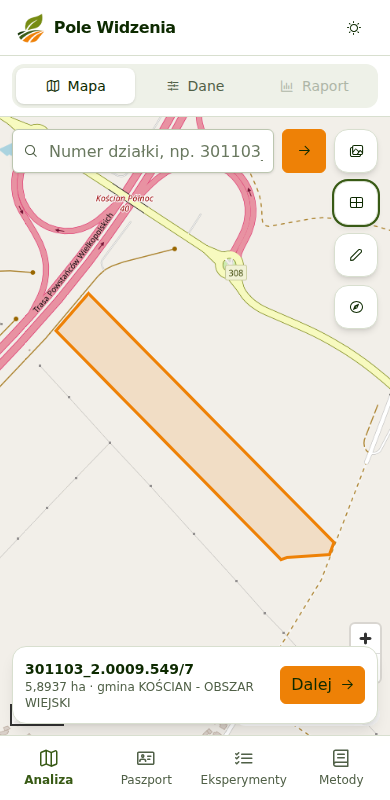 Pole Widzenia
Mapa
Dane
Raport
Numer działki, np. 301103_
Kościan Północ
40
Trasa Powstańców Wielkopolskich
308
+
301103_2.0009.549/7
5,8937 ha · gmina KOŚCIAN - OBSZAR
WIEJSKI
Dalej →
Analiza
Paszport
Eksperymenty
Metody